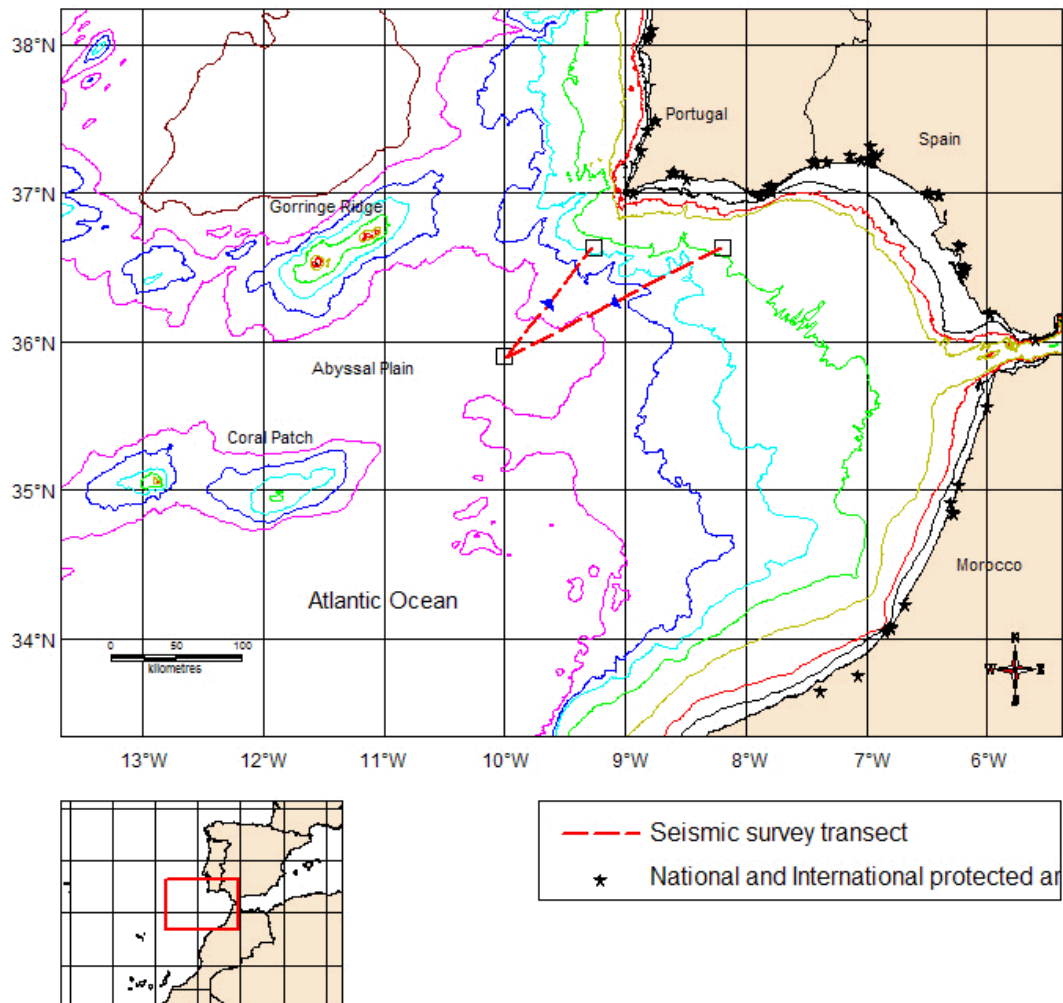 38°N
Portugal
Spain
37°N
Gorringe Ridge
36°N
Abyssal Plain
Coral Patch
35°N
Morocco
Atlantic Ocean
34°N
0 50 100
kilometres
N
W E
S
13°W 12°W 11°W 10°W 9°W 8°W 7°W 6°W
Seismic survey transect
National and International protected ar